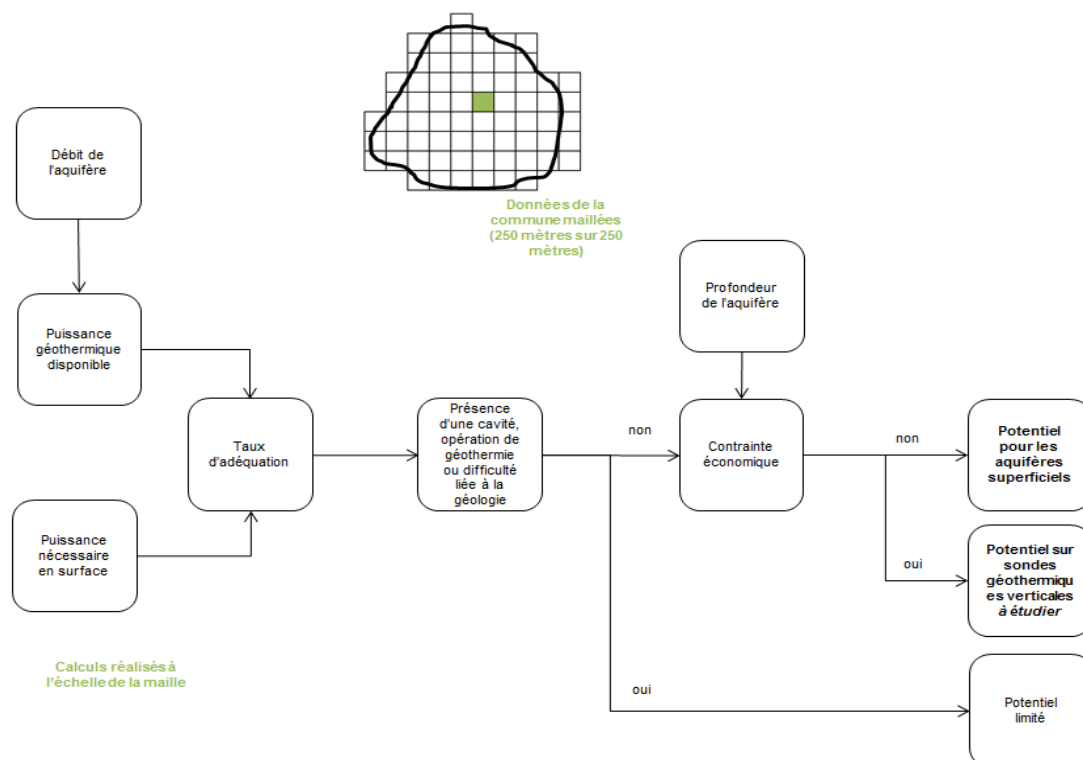 Données de la
commune maillées
(250 mètres sur 250
mètres)
Débit de
l'aquifère
Puissance
géothermique
disponible
Puissance
nécessaire
en surface
Calculs réalisés à
l'échelle de la maille
Taux
d'adéquation
Présence
d'une cavité,
opération de
géothermie
ou difficulté
liée à la
géologie
non
oui
Profondeur
de l'aquifère
Contrainte
économique
non
oui
Potentiel
pour les
aquifères
superficiels
Potentiel sur
sondes
géothermiqu
es verticales
à étudier
Potentiel
limité